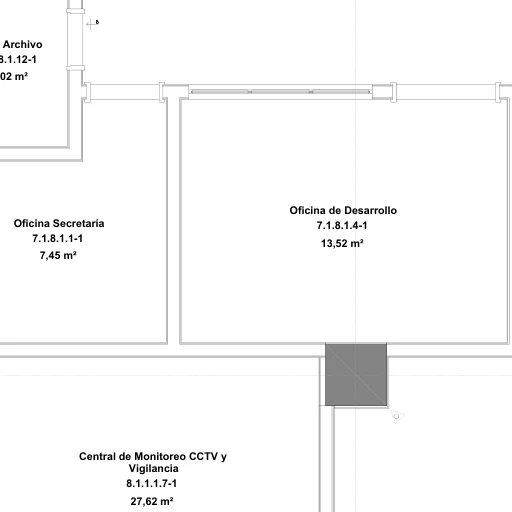 Archivo
8.1.12-1
02 m²
Oficina Secretaría
7.1.8.1.1-1
7,45 m²
Oficina de Desarrollo
7.1.8.1.4-1
13,52 m²
Central de Monitoreo CCTV y
Vigilancia
8.1.1.1.7-1
27,62 m²